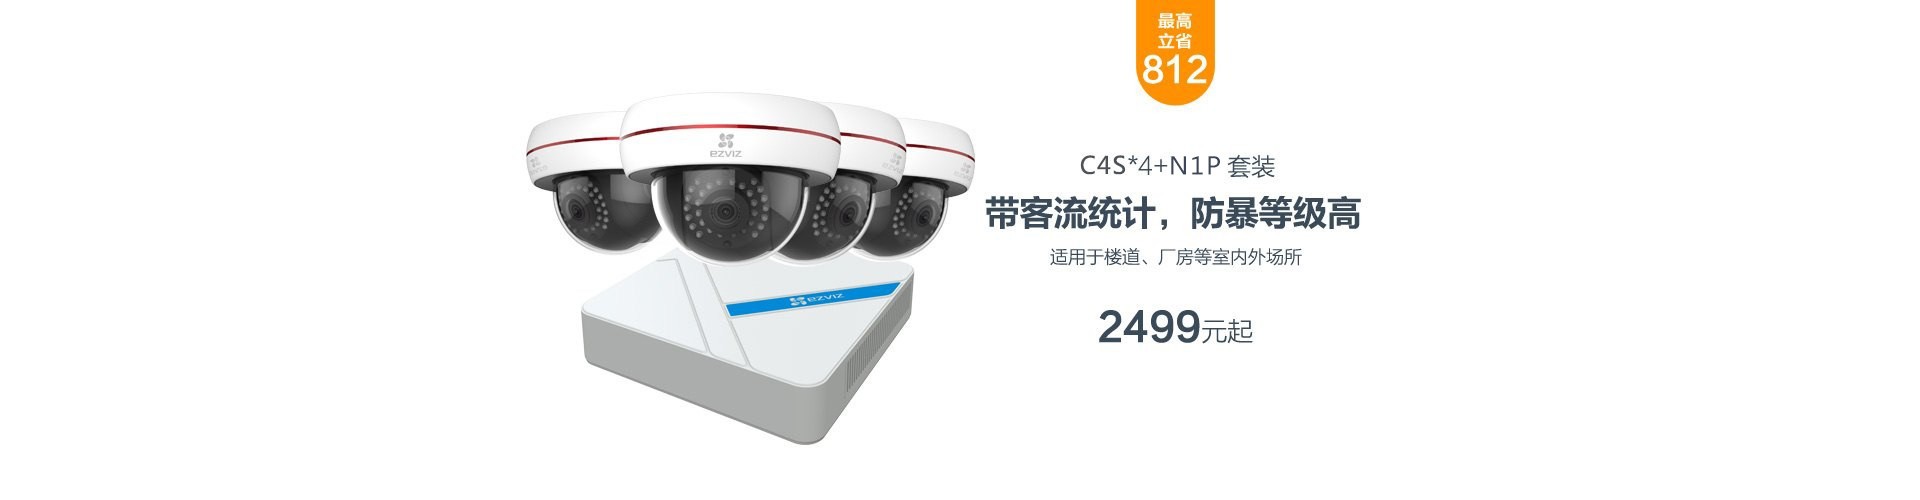 最高
立省
812
ezviz
C4S*4+N1P 套装
带客流统计，防暴等级高
适用于楼道、厂房等室内外场所
ezviz
2499元起